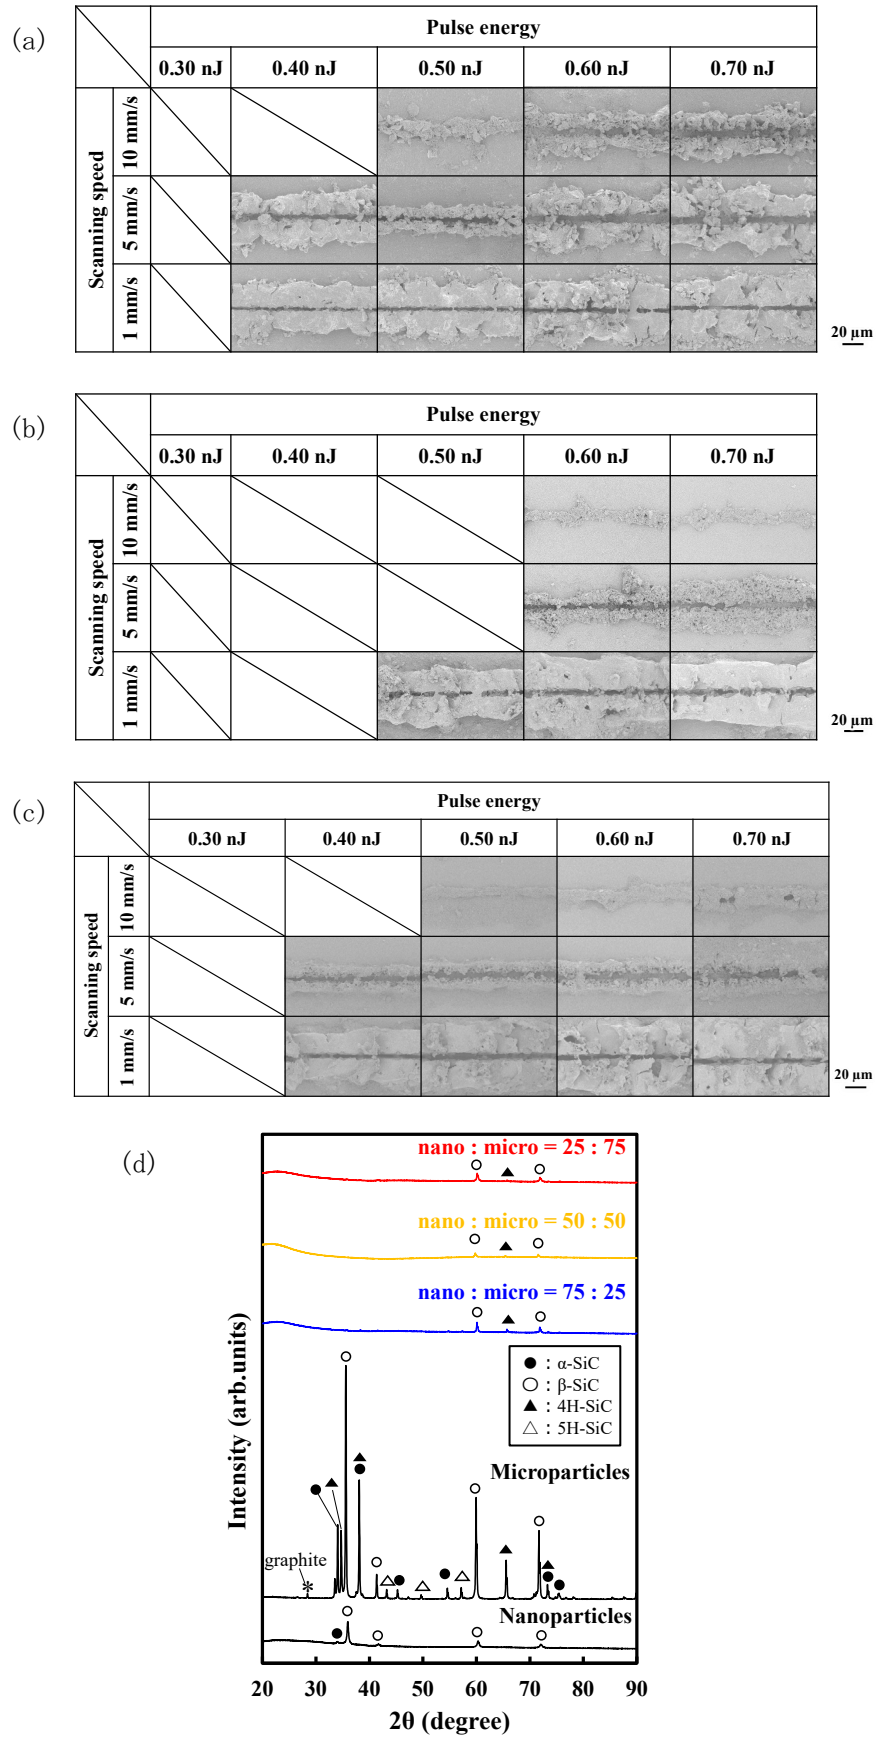 (a)
Pulse energy
0.30 nJ 0.40 nJ 0.50 nJ 0.60 nJ 0.70 nJ
Scanning speed
10 mm/s
5 mm/s
1 mm/s
20 μm
(b)
Pulse energy
0.30 nJ 0.40 nJ 0.50 nJ 0.60 nJ 0.70 nJ
Scanning speed
10 mm/s
5 mm/s
1 mm/s
20 μm
(c)
Pulse energy
0.30 nJ 0.40 nJ 0.50 nJ 0.60 nJ 0.70 nJ
Scanning speed
10 mm/s
5 mm/s
1 mm/s
20 μm
(d)
nano : micro = 25 : 75
nano : micro = 50 : 50
nano : micro = 75 : 25
● : α-SiC
○ : β-SiC
▲ : 4H-SiC
△ : 5H-SiC
Microparticles
graphite
*
Nanoparticles
Intensity (arb.units)
20 30 40 50 60 70 80 90
2θ (degree)